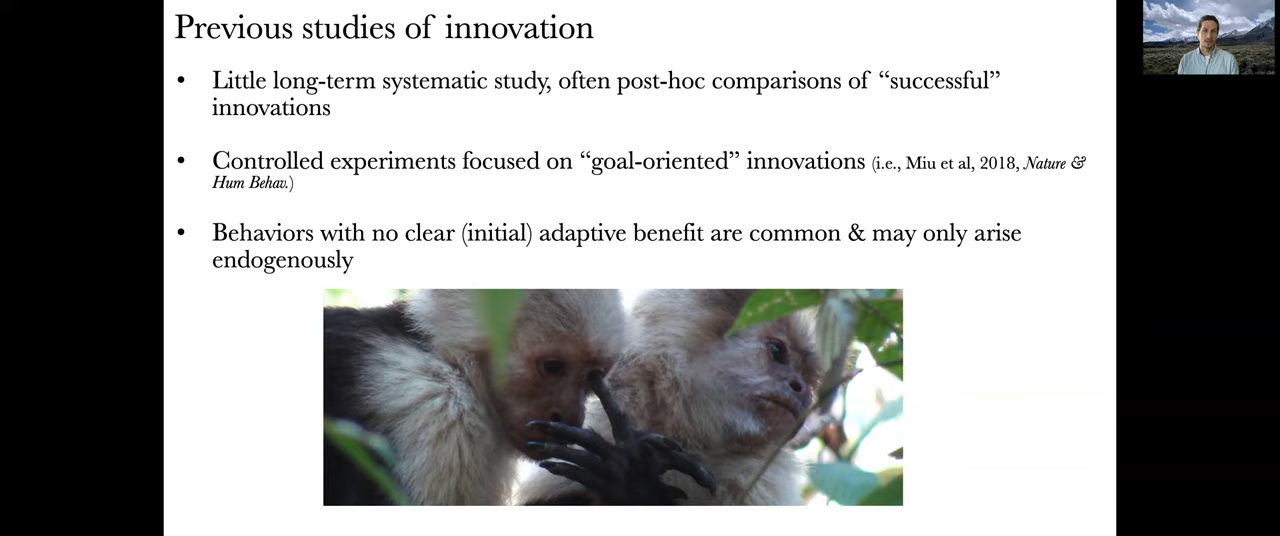 Previous studies of innovation
• Little long-term systematic study, often post-hoc comparisons of “successful”
innovations
• Controlled experiments focused on “goal-oriented” innovations (i.e., Miu et al, 2018, Nature &
Hum Behav.)
• Behaviors with no clear (initial) adaptive benefit are common & may only arise
endogenously